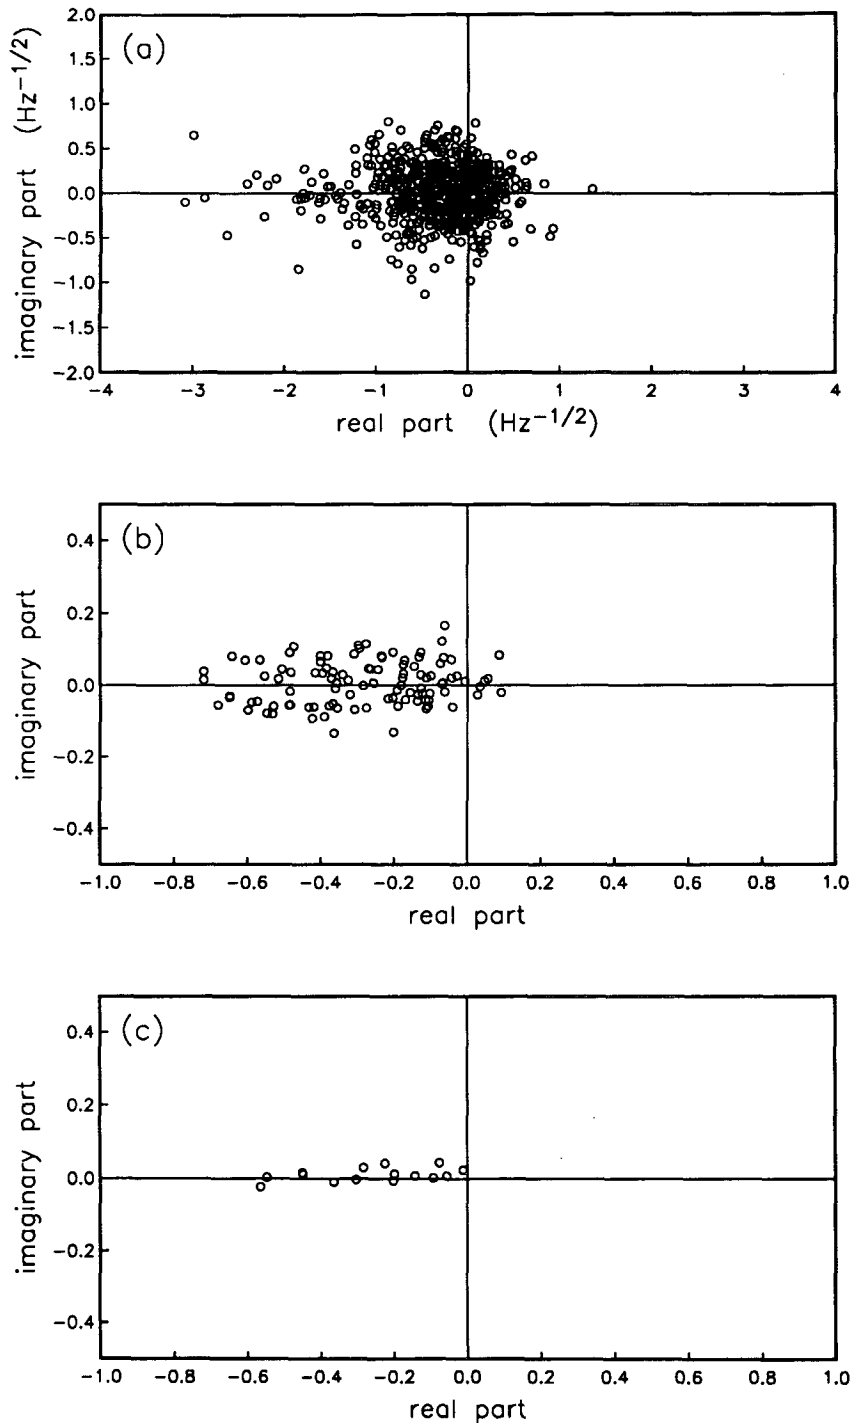 (a)
imaginary part (Hz−1/2)
2.0
1.5
1.0
0.5
0.0
−0.5
−1.0
−1.5
−2.0
−4 −3 −2 −1 0 1 2 3 4
real part (Hz−1/2)
(b)
imaginary part
0.4
0.2
0.0
−0.2
−0.4
−1.0 −0.8 −0.6 −0.4 −0.2 0.0 0.2 0.4 0.6 0.8 1.0
real part
(c)
imaginary part
0.4
0.2
0.0
−0.2
−0.4
−1.0 −0.8 −0.6 −0.4 −0.2 0.0 0.2 0.4 0.6 0.8 1.0
real part